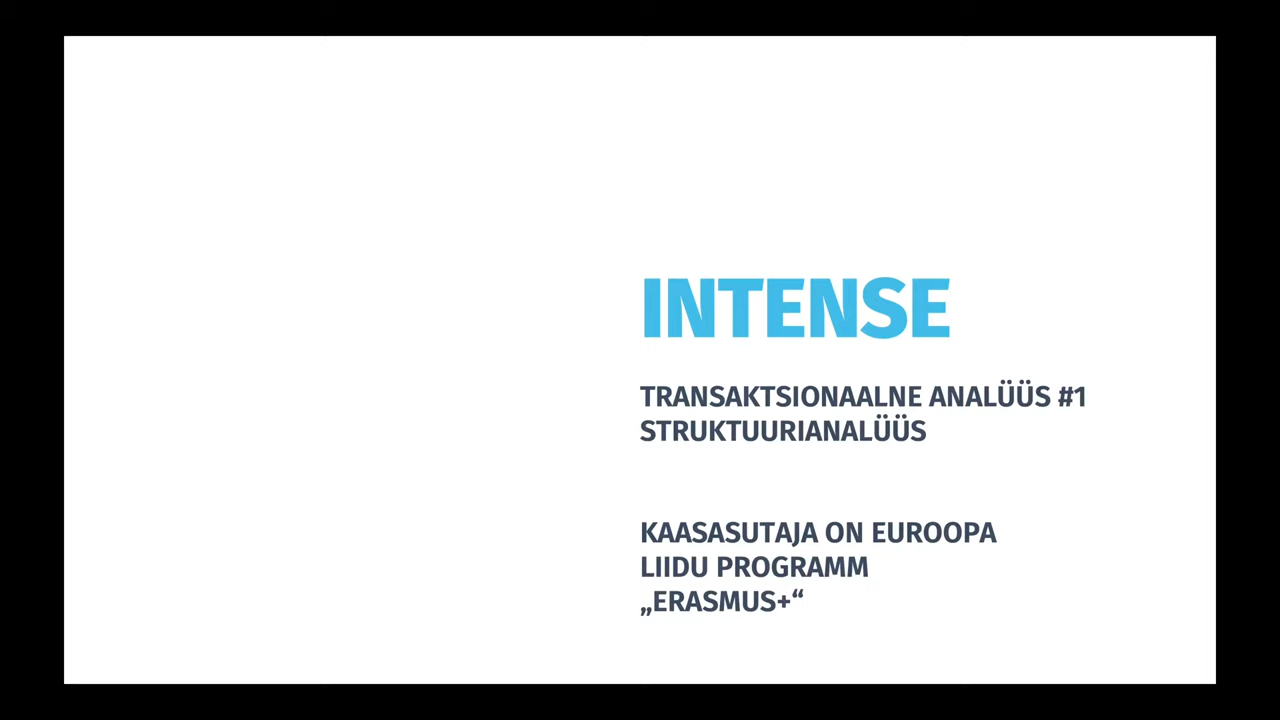 INTENSE
TRANSAKTSIONAALNE ANALÜÜS #1
STRUKTUURIANALÜÜS
KAASASUTAJA ON EUROOPA
LIIDU PROGRAMM
„ERASMUS+“